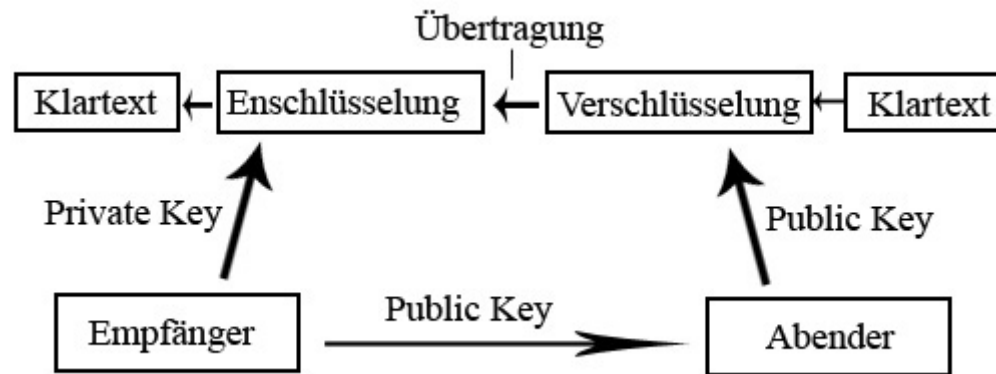 Übertragung
Klartext Enschlüsselung Verschlüsselung Klartext
Private Key Public Key
Public Key
Empfänger Abender